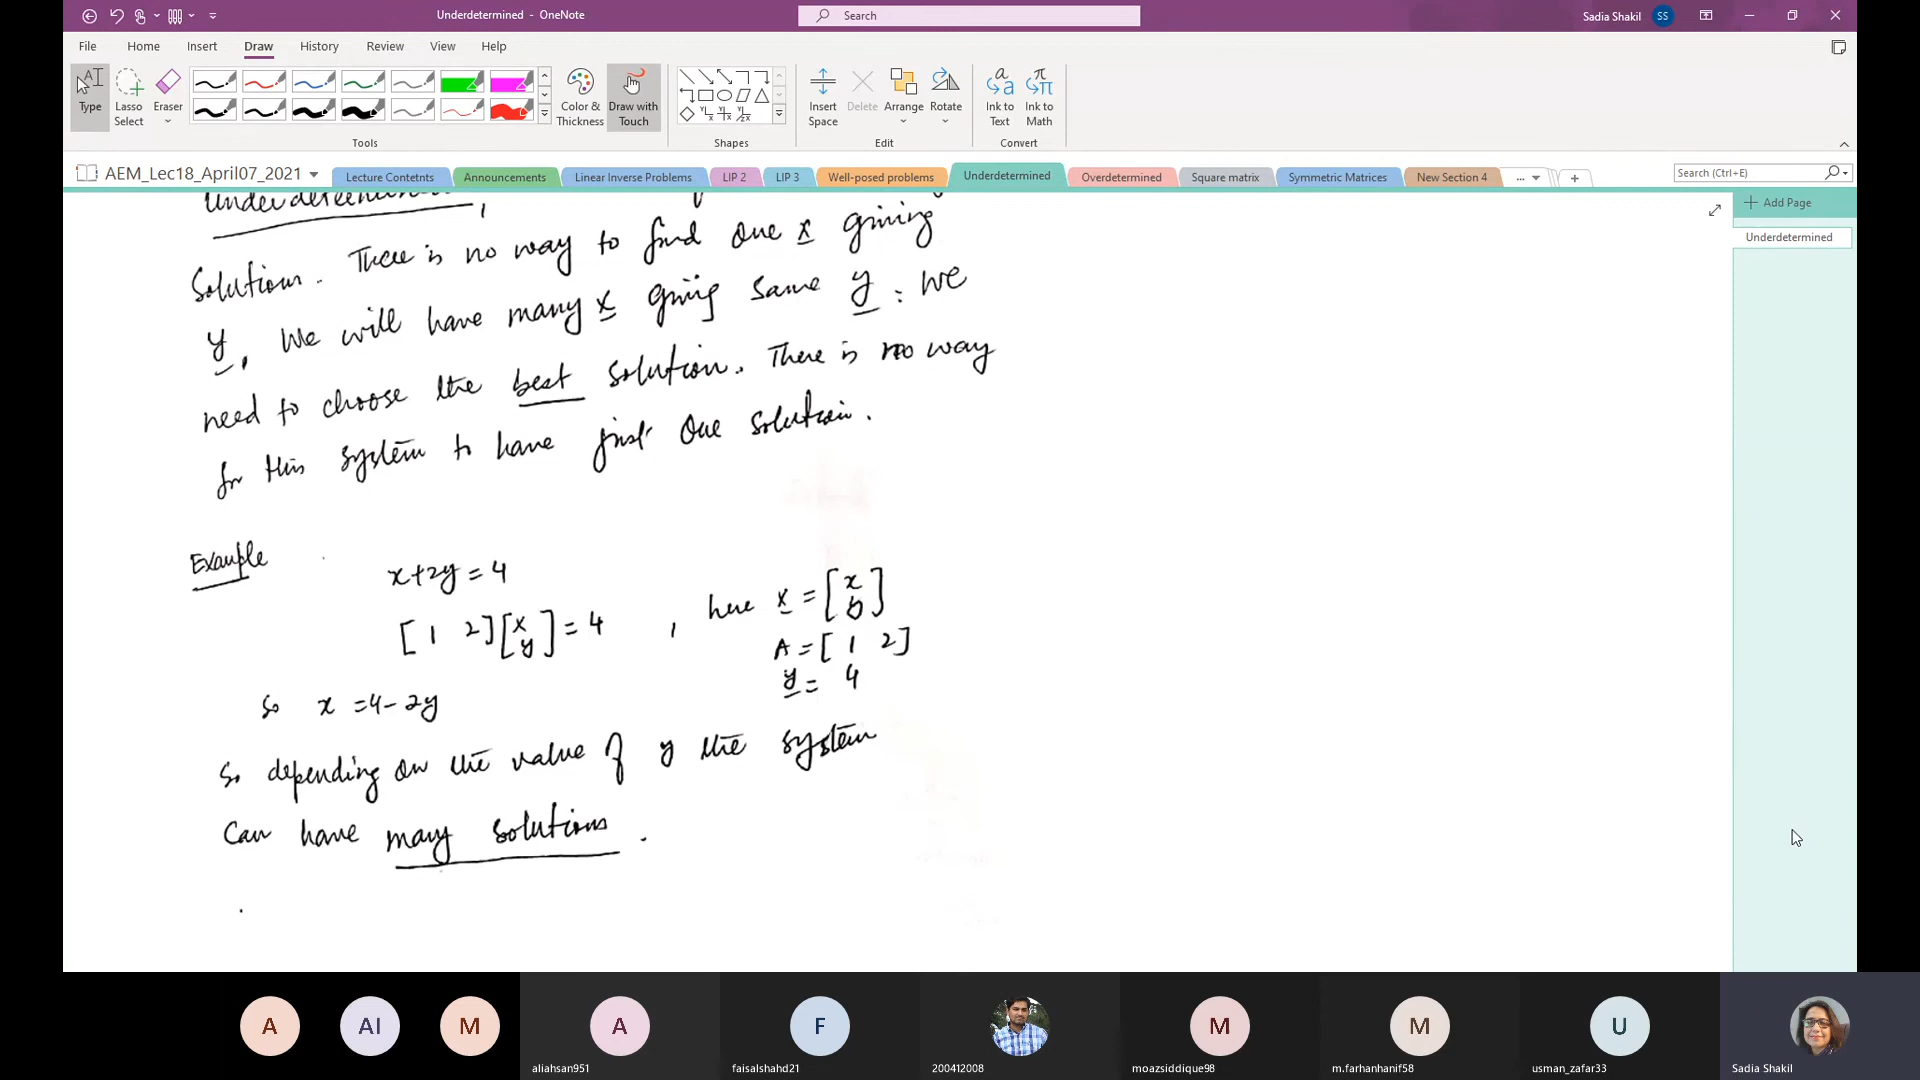 Underdetermined - OneNote
Search
Sadia Shakil
SS
File Home Insert Draw History Review View Help
Type
Lasso Select
Eraser
Color & Thickness
Draw with Touch
Insert Space
Delete
Arrange
Rotate
Ink to Text
Ink to Math
Tools
Shapes
Edit
Convert
AEM_Lec18_April07_2021
Lecture Contetnts Announcements Linear Inverse Problems LIP 2 LIP 3 Well-posed problems Underdetermined Overdetermined Square matrix Symmetric Matrices New Section 4 ...
Search (Ctrl+E)
Add Page
Underdetermined
Solutions. There is no way to find one x giving
y, We will have many x giving same y. We
need to choose the best solution. There is no way
for this system to have just one solution.
Example
x+2y = 4
[ 1 2][x y] = 4 , here x = [x b]
A = [ 1 2]
y = 4
So x = 4 - 2y
So depending on the value of y the system
Can have many solutions.
A AI M A F M M U
aliahsan951 faisalshahd21 200412008 moazsiddique98 m.farhanhanif58 usman_zafar33 Sadia Shakil